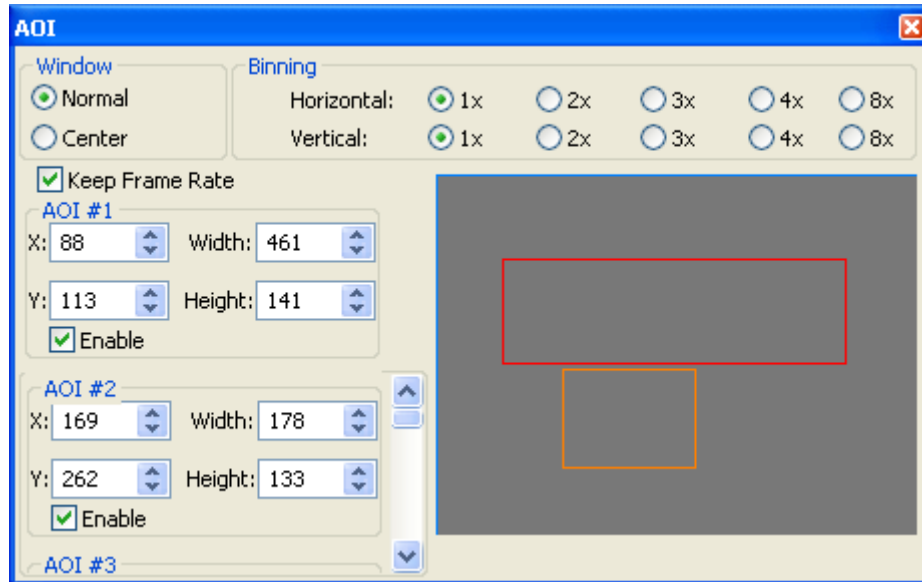 AOI
Window
Normal
Center
Binning
Horizontal: 1x 2x 3x 4x 8x
Vertical: 1x 2x 3x 4x 8x
Keep Frame Rate
AOI #1
X: 88 Width: 461
Y: 113 Height: 141
Enable
AOI #2
X: 169 Width: 178
Y: 262 Height: 133
Enable
AOI #3